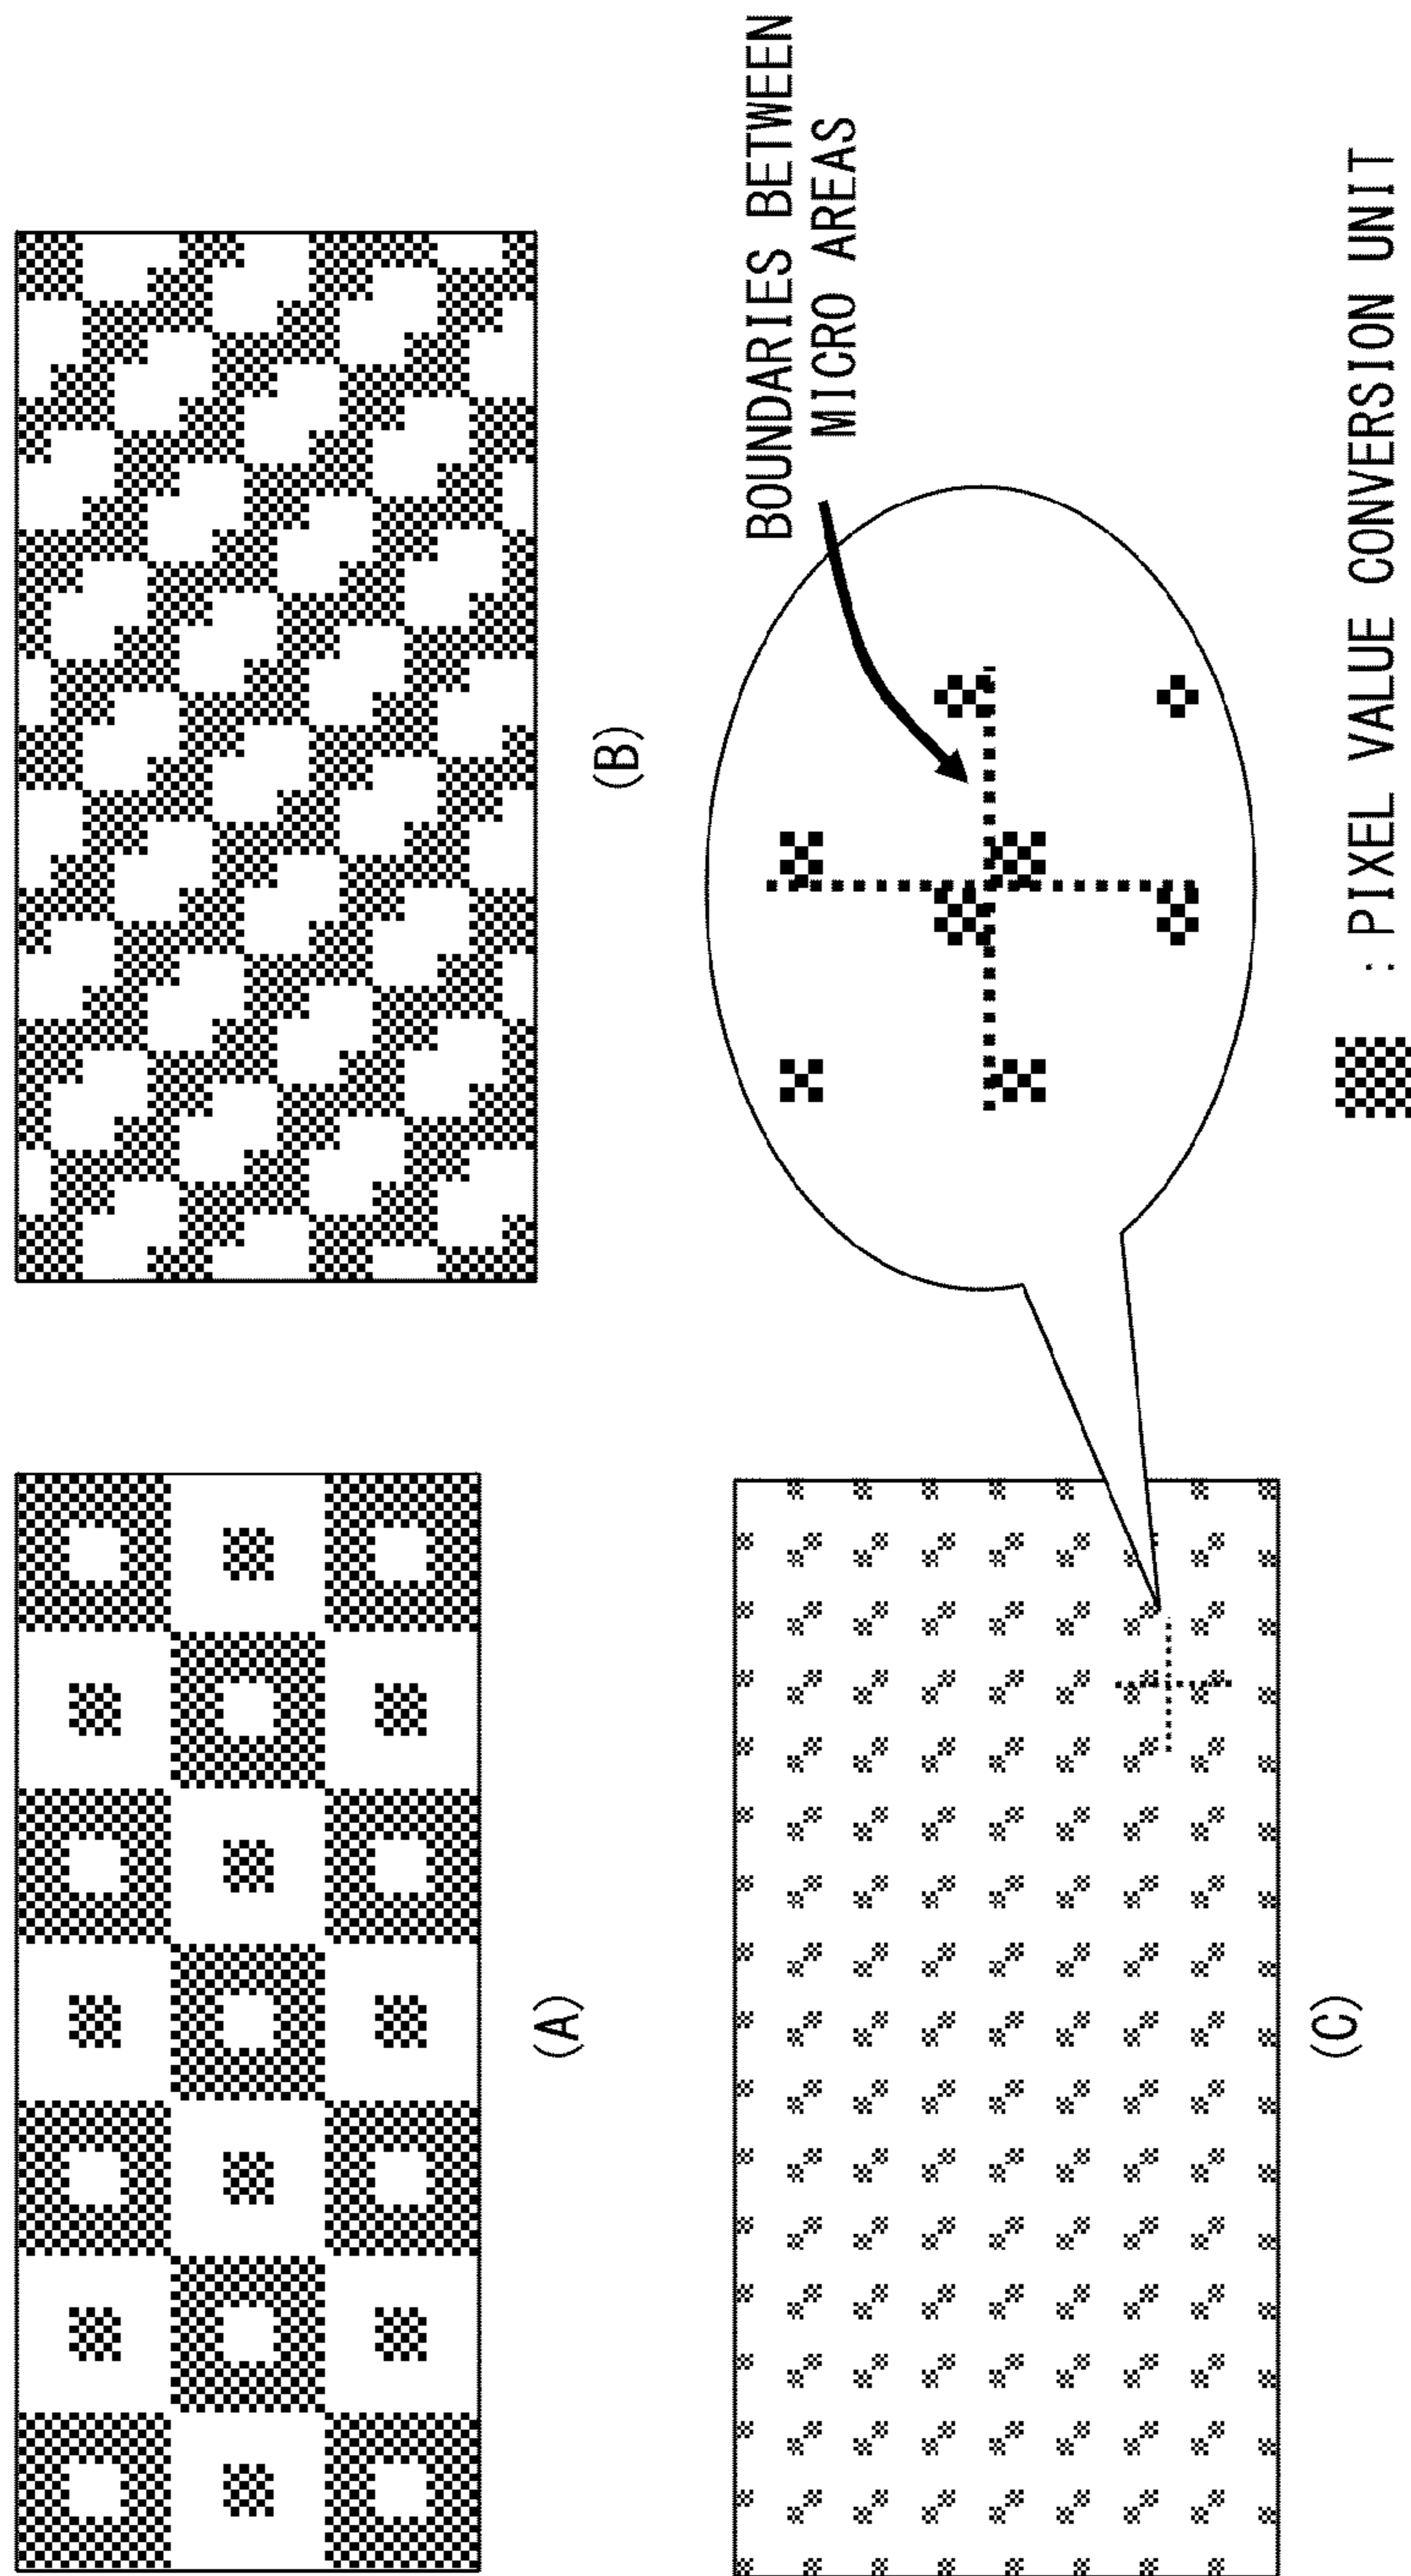 (A)
(B)
(C)
BOUNDARIES BETWEEN
MICRO AREAS
: PIXEL VALUE CONVERSION UNIT